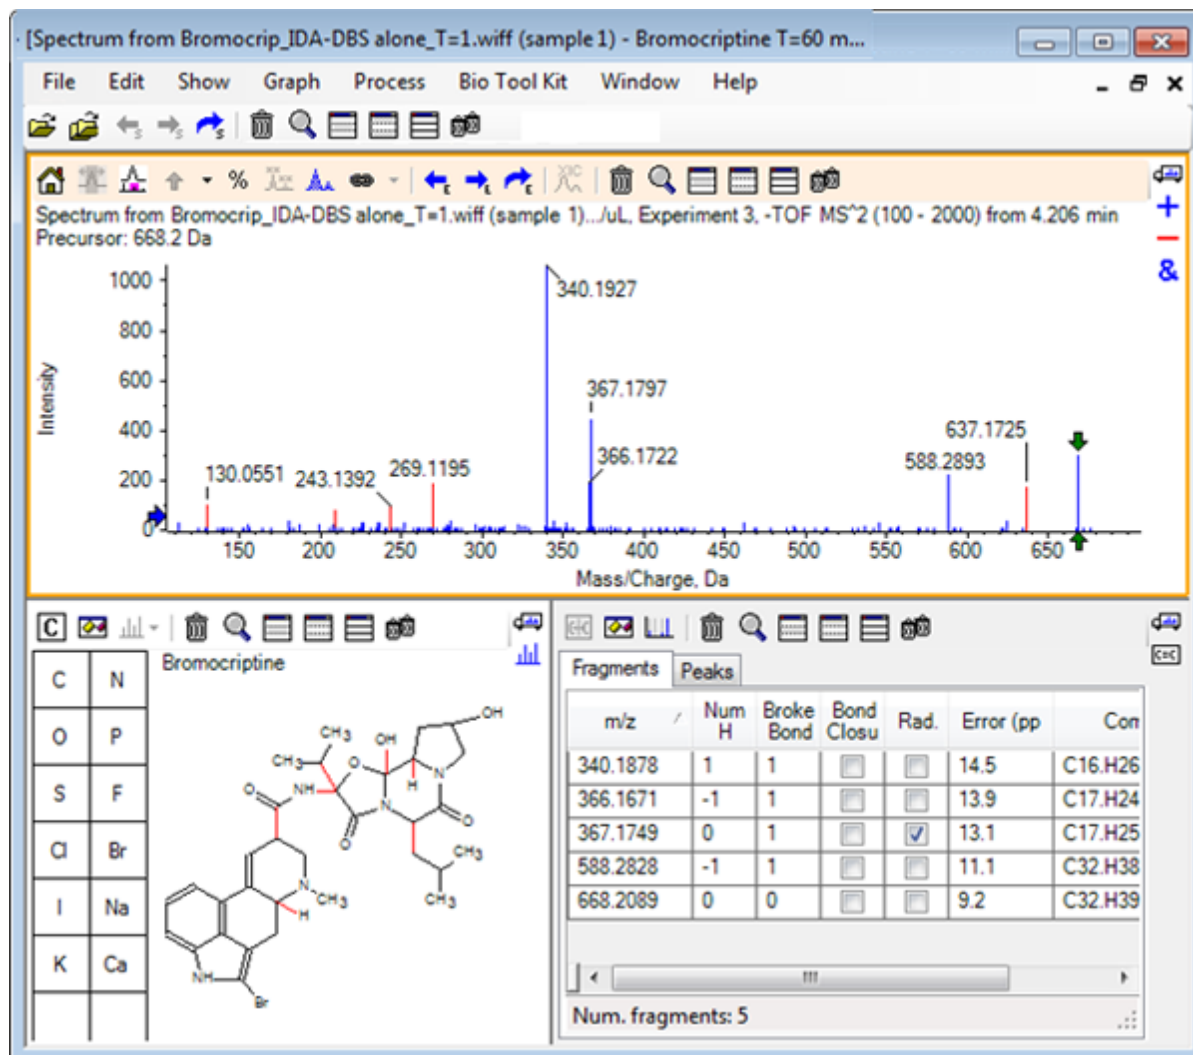 [Spectrum from Bromocrip_IDA-DBS alone_T=1.wiff (sample 1) - Bromocriptine T=60 m...
File Edit Show Graph Process Bio Tool Kit Window Help
%
Spectrum from Bromocrip_IDA-DBS alone_T=1.wiff (sample 1).../uL, Experiment 3, -TOF MS^2 (100 - 2000) from 4.206 min
Precursor: 668.2 Da
&
Intensity
1000
800
600
400
200
0
340.1927
367.1797
366.1722
637.1725
588.2893
269.1195
243.1392
130.0551
150 200 250 300 350 400 450 500 550 600 650
Mass/Charge, Da
C
C N
O P
S F
Cl Br
I Na
K Ca
Bromocriptine
OH
CH3
OH
CH3
O
H
N
O
NH
N
O
O
O
CH3
N
CH3
CH3
H
NH
Br
Fragments Peaks
m/z Num H Broke Bond Bond Closu Rad. Error (pp Con
340.1878 1 1 14.5 C16.H26
366.1671 -1 1 13.9 C17.H24
367.1749 0 1 13.1 C17.H25
588.2828 -1 1 11.1 C32.H38
668.2089 0 0 9.2 C32.H39
Num. fragments: 5